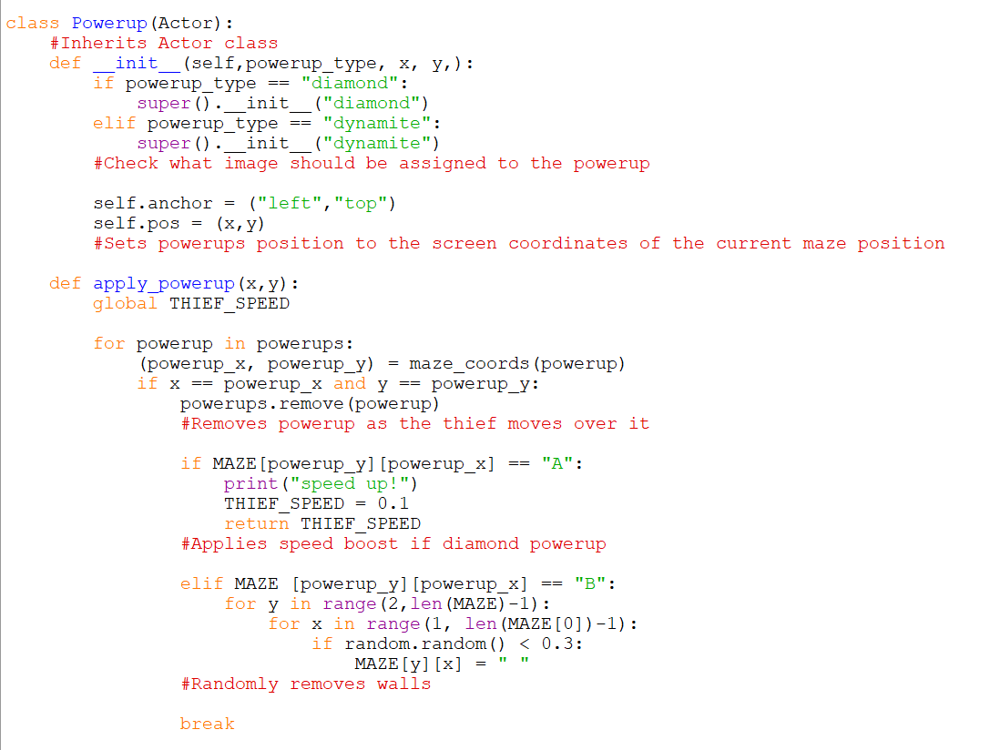 class Powerup(Actor):
    #Inherits Actor class
    def __init__(self,powerup_type, x, y,):
        if powerup_type == "diamond":
            super().__init__("diamond")
        elif powerup_type == "dynamite":
            super().__init__("dynamite")
        #Check what image should be assigned to the powerup

        self.anchor = ("left","top")
        self.pos = (x,y)
        #Sets powerups position to the screen coordinates of the current maze position

    def apply_powerup(x,y):
        global THIEF_SPEED

        for powerup in powerups:
            (powerup_x, powerup_y) = maze_coords(powerup)
            if x == powerup_x and y == powerup_y:
                powerups.remove(powerup)
                #Removes powerup as the thief moves over it

                if MAZE[powerup_y][powerup_x] == "A":
                    print("speed up!")
                    THIEF_SPEED = 0.1
                    return THIEF_SPEED
                #Applies speed boost if diamond powerup

                elif MAZE [powerup_y][powerup_x] == "B":
                    for y in range(2,len(MAZE)-1):
                        for x in range(1, len(MAZE[0])-1):
                            if random.random() < 0.3:
                                MAZE[y][x] = " "
                #Randomly removes walls

                break